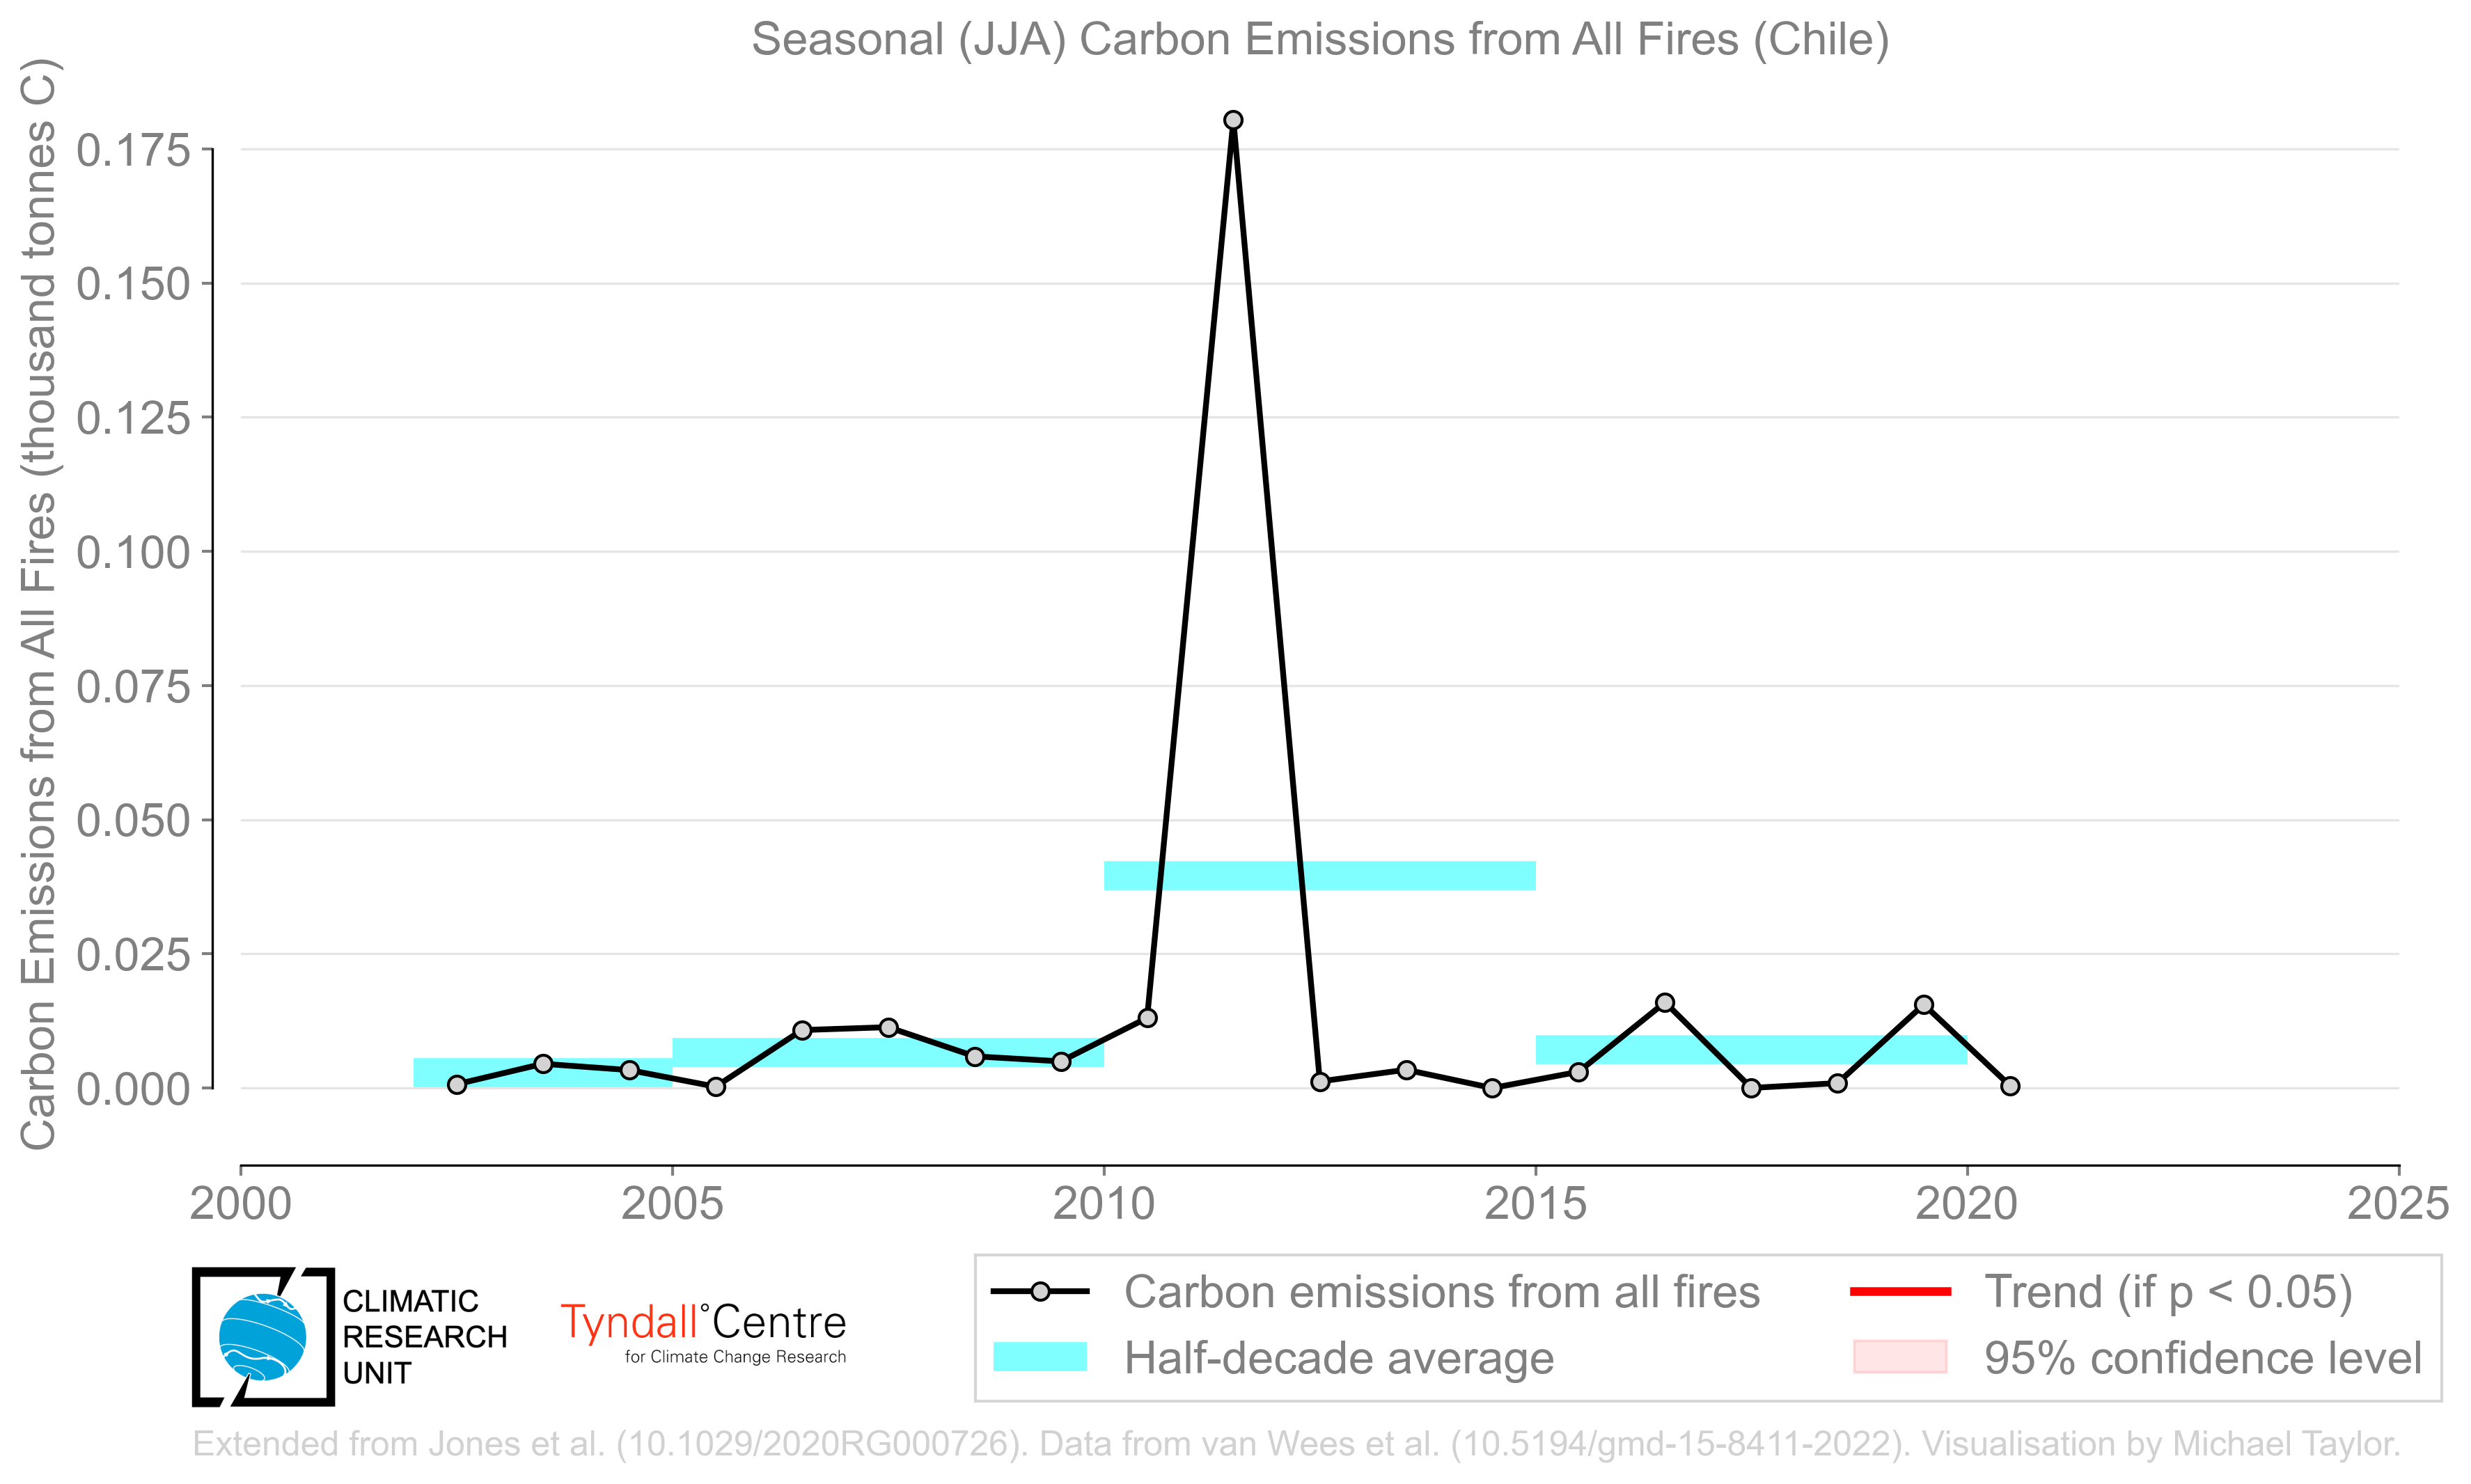 Seasonal (JJA) Carbon Emissions from All Fires (Chile)
Carbon Emissions from All Fires (thousand tonnes C)
0.175
0.150
0.125
0.100
0.075
0.050
0.025
0.000
2000
2005
2010
2015
2020
2025
CLIMATIC
RESEARCH
UNIT
Tyndall°Centre
for Climate Change Research
Carbon emissions from all fires
Half-decade average
Trend (if p < 0.05)
95% confidence level
Extended from Jones et al. (10.1029/2020RG000726). Data from van Wees et al. (10.5194/gmd-15-8411-2022). Visualisation by Michael Taylor.